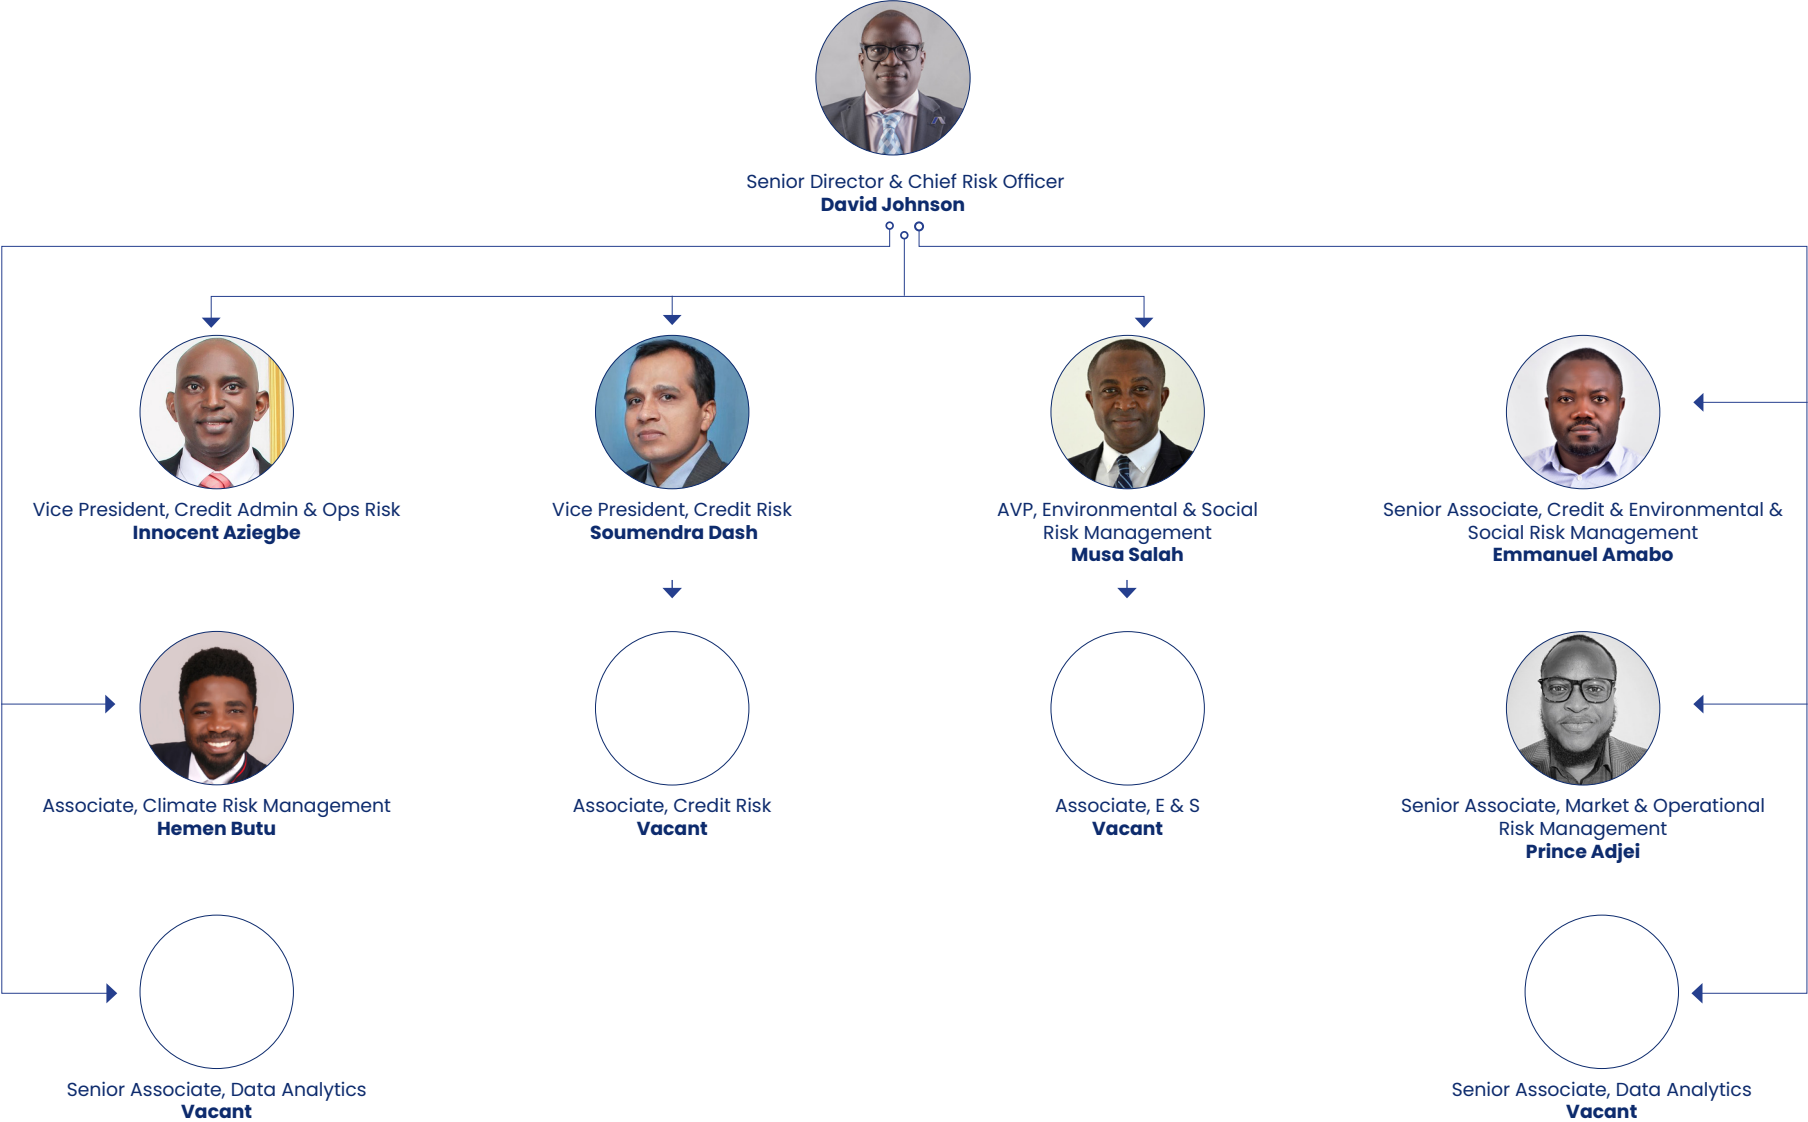 Senior Director & Chief Risk Officer
David Johnson
Vice President, Credit Admin & Ops Risk
Innocent Aziegbe
Vice President, Credit Risk
Soumendra Dash
AVP, Environmental & Social
Risk Management
Musa Salah
Senior Associate, Credit & Environmental &
Social Risk Management
Emmanuel Amabo
Associate, Climate Risk Management
Hemen Butu
Associate, Credit Risk
Vacant
Associate, E & S
Vacant
Senior Associate, Market & Operational
Risk Management
Prince Adjei
Senior Associate, Data Analytics
Vacant
Senior Associate, Data Analytics
Vacant